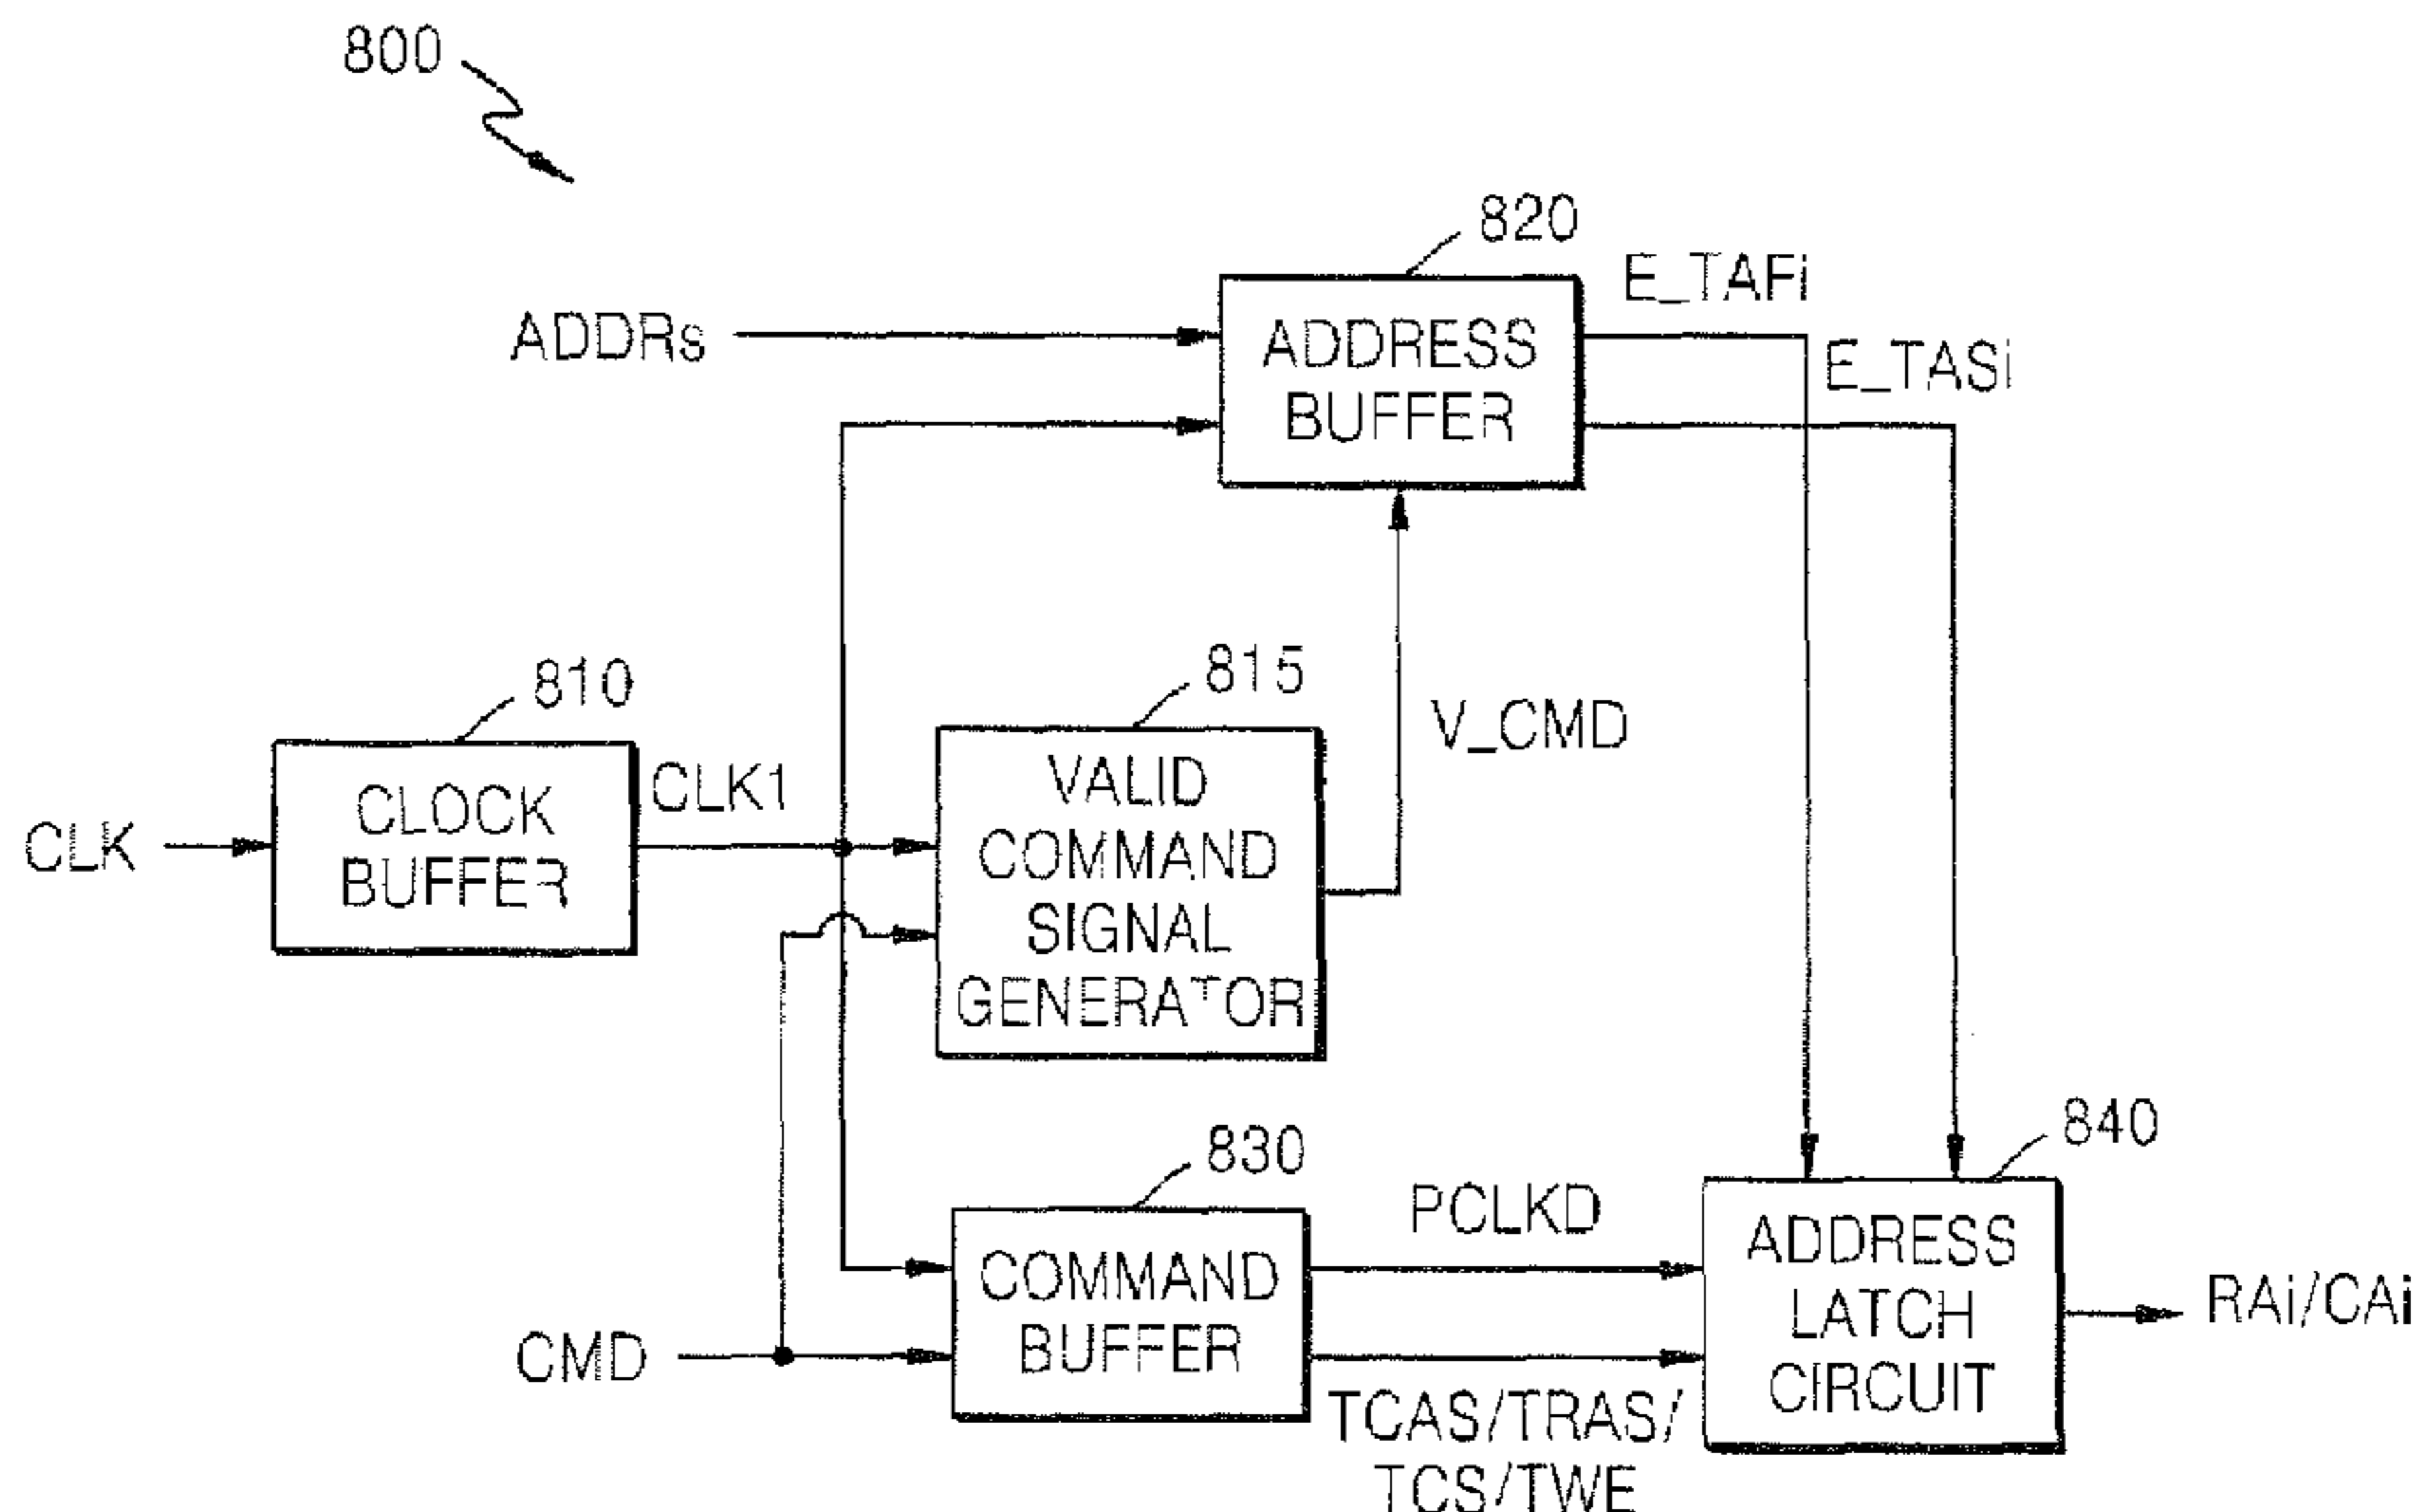 800
820
E_TAFi
ADDRs
ADDRESS
BUFFER
E_TASi
810
815
V_CMD
CLK
CLOCK
BUFFER
CLK1
VALID
COMMAND
SIGNAL
GENERATOR
830
840
PCLKD
CMD
COMMAND
BUFFER
ADDRESS
LATCH
CIRCUIT
RAi/CAi
TCAS/TRAS/
TCS/TWE